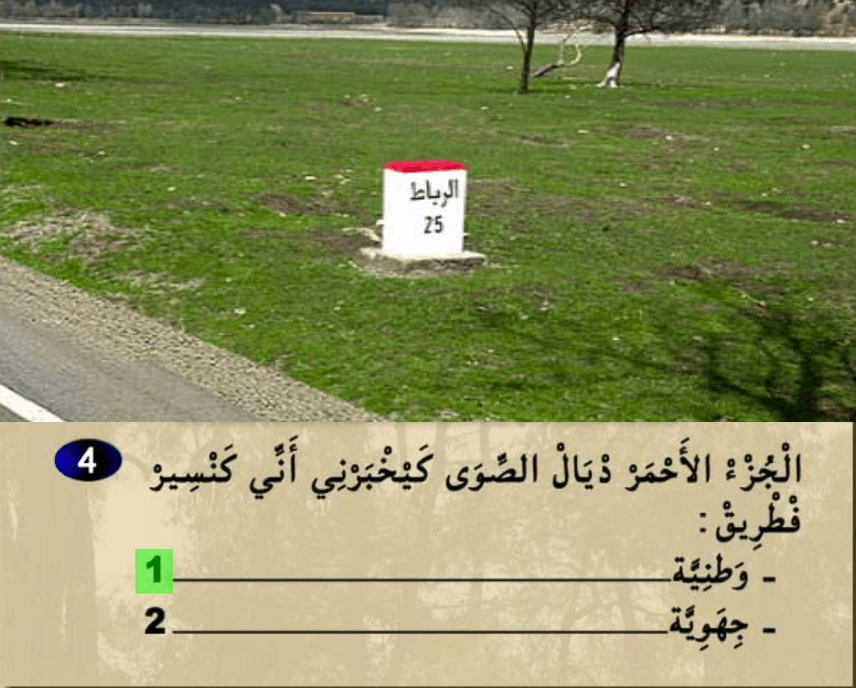 الرباط
25
4
الْجُزْءْ الأَحْمَرْ دْيَالْ الصِّوَى كَيْخْبَرْنِي أَنِّي كَنْسِيرْ
فْطْرِيقْ :
- وَطَنِيَّة 1
- جِهَوِيَّة 2